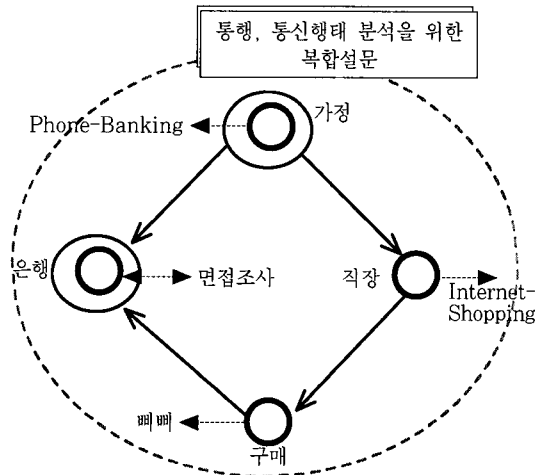 통행, 통신행태 분석을 위한
복합설문
가정
Phone-Banking
은행
면접조사
직장
Internet-
Shopping
삐삐
구매